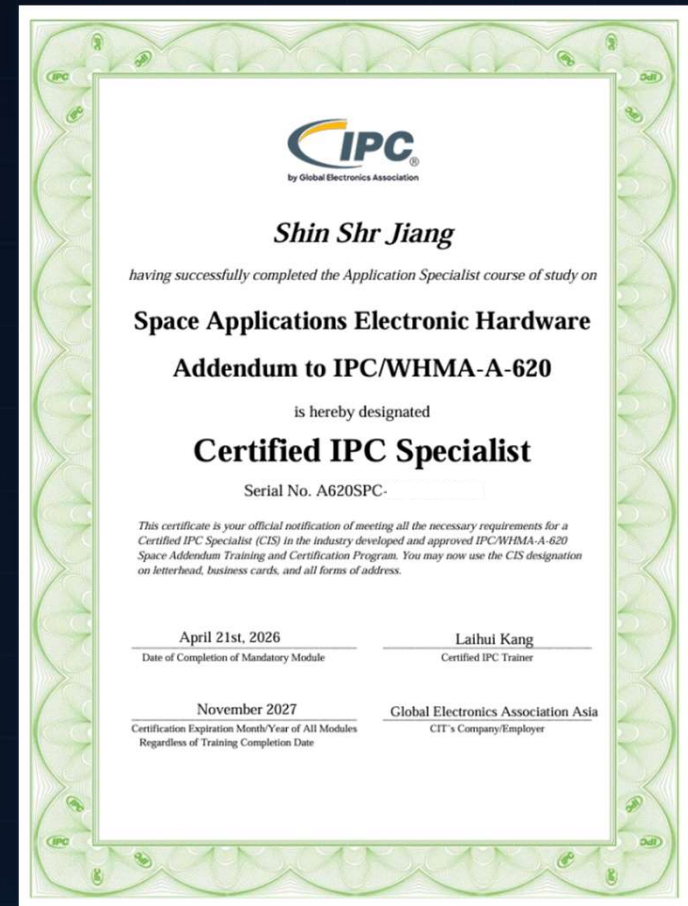 IPC®
by Global Electronics Association
Shin Shr Jiang
having successfully completed the Application Specialist course of study on
Space Applications Electronic Hardware
Addendum to IPC/WHMA-A-620
is hereby designated
Certified IPC Specialist
Serial No. A620SPC-
This certificate is your official notification of meeting all the necessary requirements for a
Certified IPC Specialist (CIS) in the industry developed and approved IPC/WHMA-A-620
Space Addendum Training and Certification Program. You may now use the CIS designation
on letterhead, business cards, and all forms of address.
April 21st, 2026
Date of Completion of Mandatory Module
Laihui Kang
Certified IPC Trainer
November 2027
Certification Expiration Month/Year of All Modules
Regardless of Training Completion Date
Global Electronics Association Asia
CIT`s Company/Employer